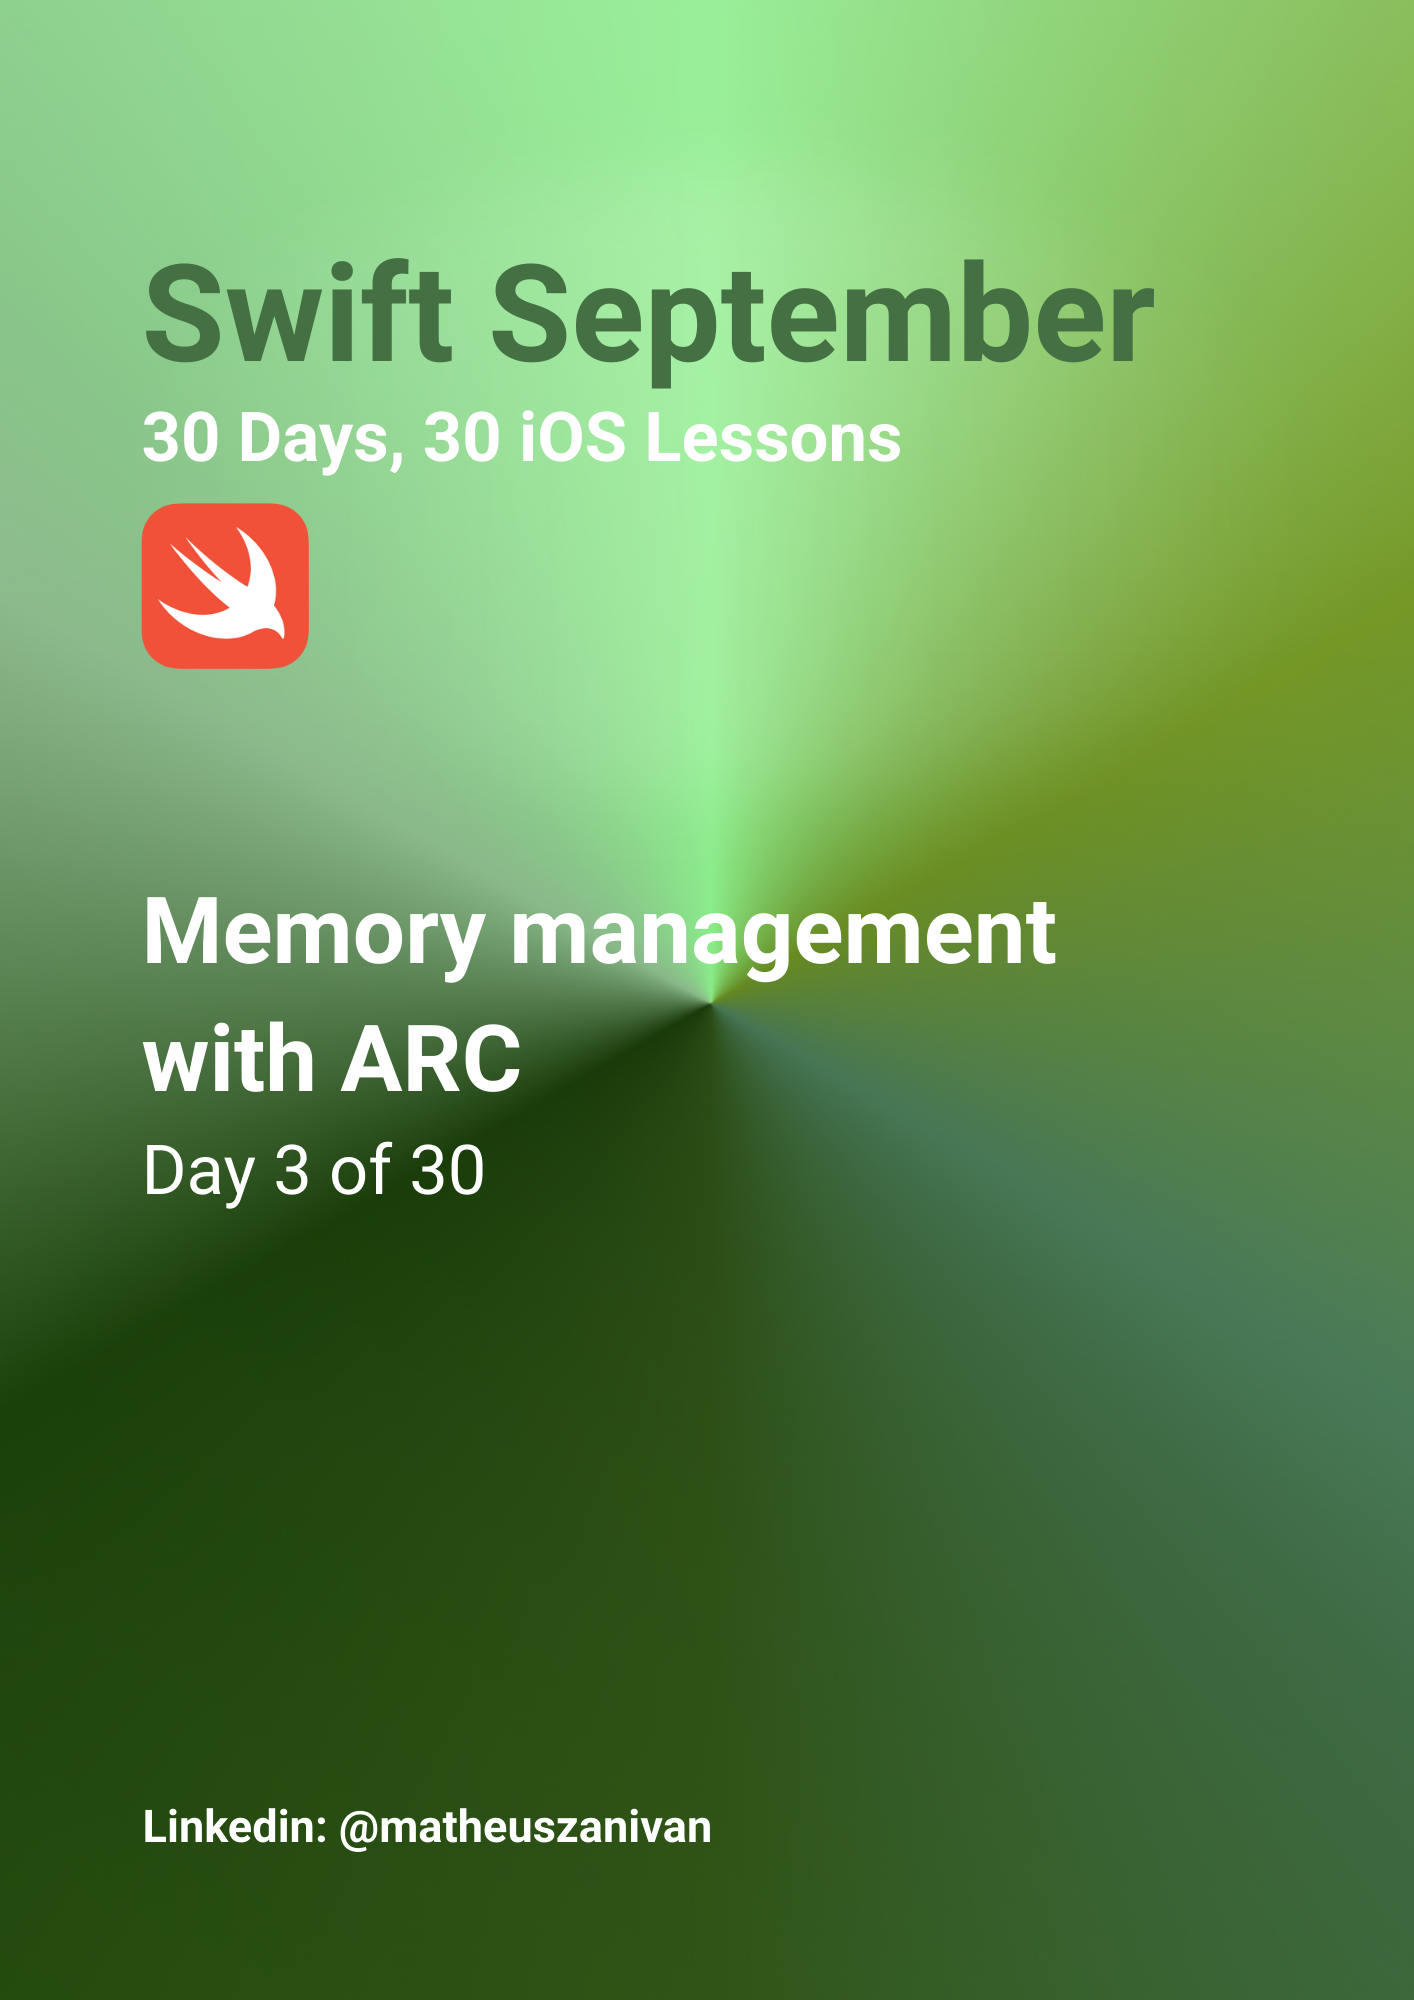 Swift September
30 Days, 30 iOS Lessons
Memory management
with ARC
Day 3 of 30
Linkedin: @matheuszanivan